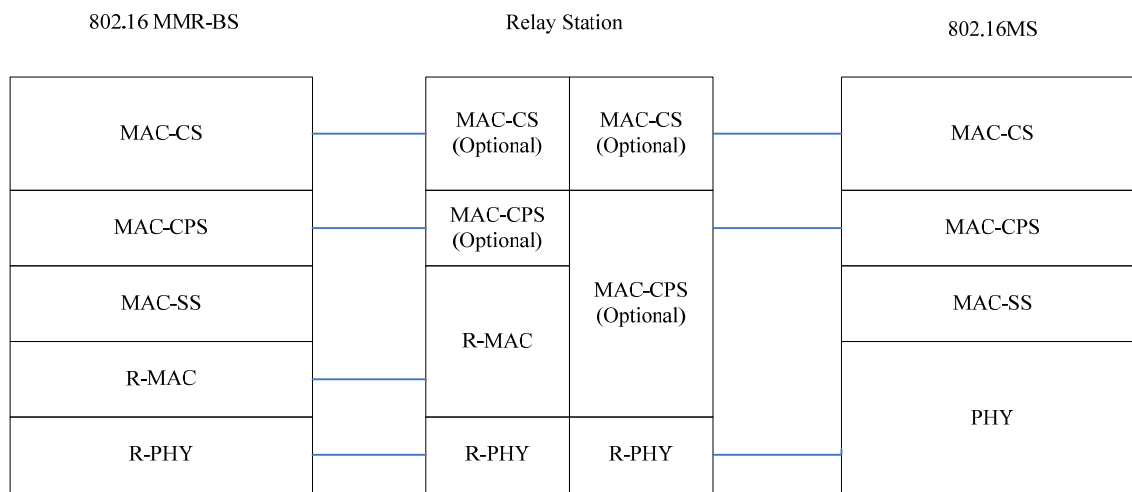 802.16 MMR-BS
Relay Station
802.16MS
MAC-CS
MAC-CS
(Optional)
MAC-CS
(Optional)
MAC-CS
MAC-CPS
MAC-CPS
(Optional)
MAC-CPS
MAC-SS
MAC-CPS
(Optional)
MAC-SS
R-MAC
R-MAC
PHY
R-PHY
R-PHY
R-PHY